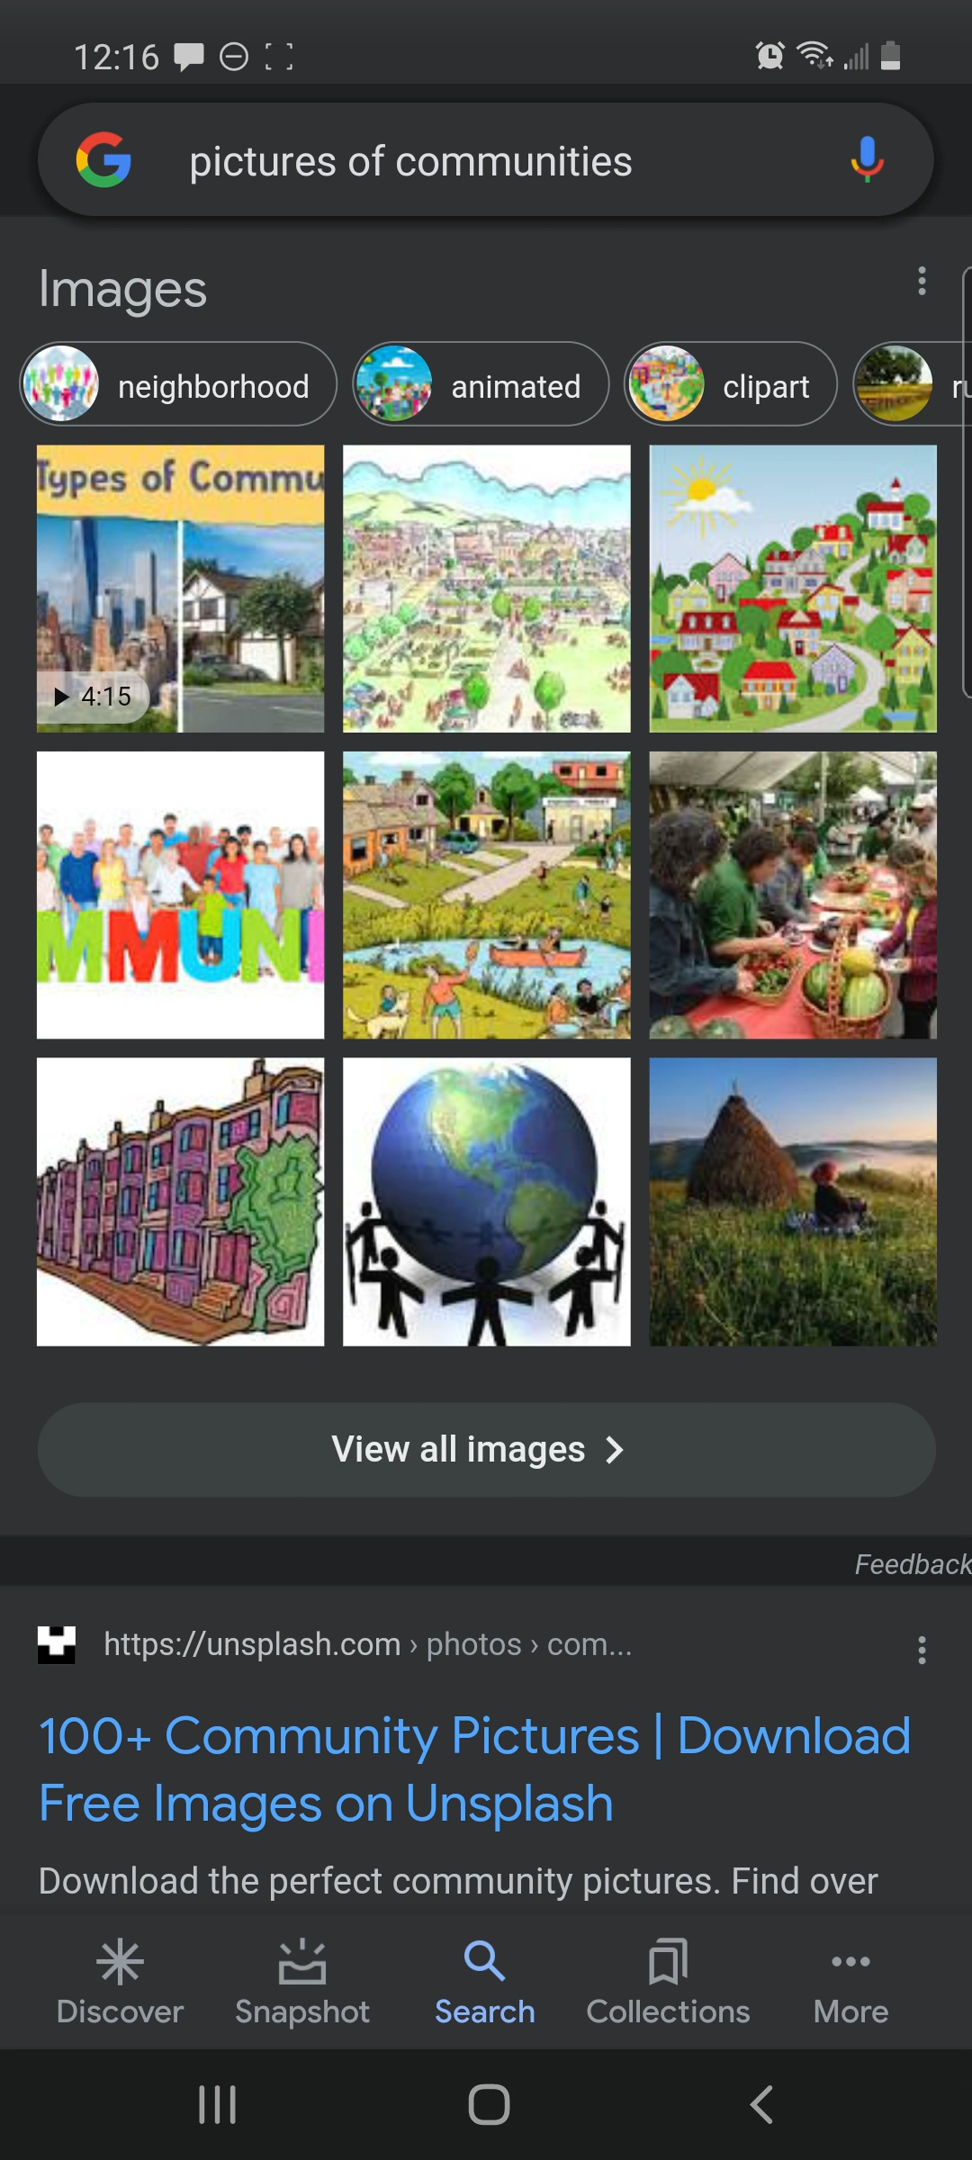 12:16
pictures of communities
Images
neighborhood
animated
clipart
Types of Commu
4:15
MMUNI
View all images
Feedback
https://unsplash.com › photos › com...
100+ Community Pictures | Download
Free Images on Unsplash
Download the perfect community pictures. Find over
Discover
Snapshot
Search
Collections
More